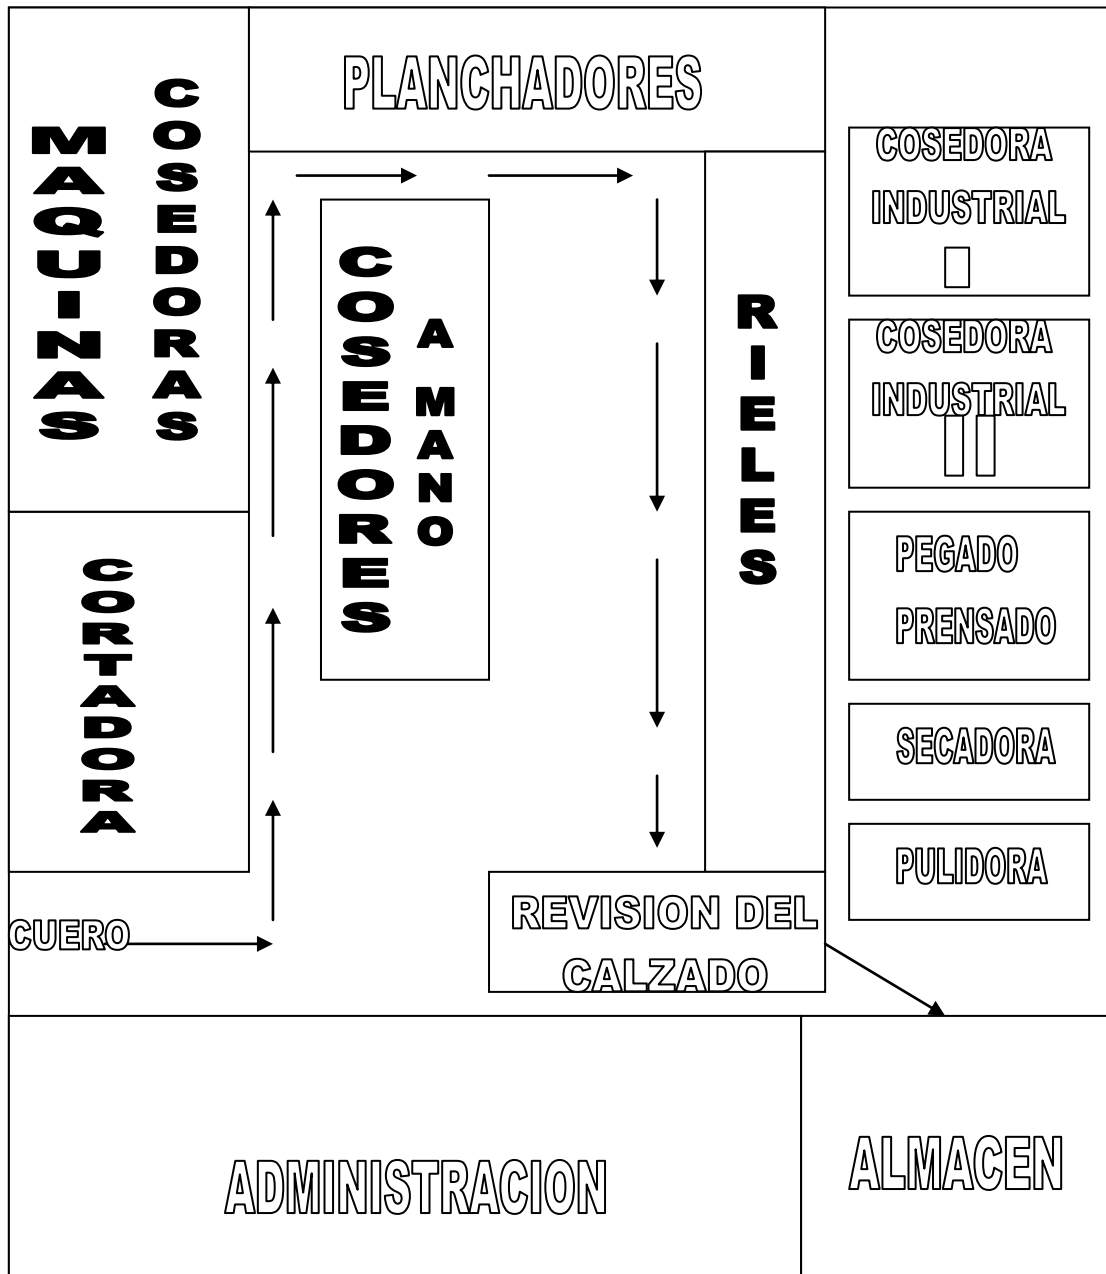 PLANCHADORES
MAQUINAS
COSEDORAS
COSEDORES
A MANO
RIELES
COSEDORA
INDUSTRIAL
COSEDORA
INDUSTRIAL
PEGADO
PRENSADO
SECADORA
PULIDORA
CORTADORA
CUERO
REVISION DEL
CALZADO
ADMINISTRACION
ALMACEN